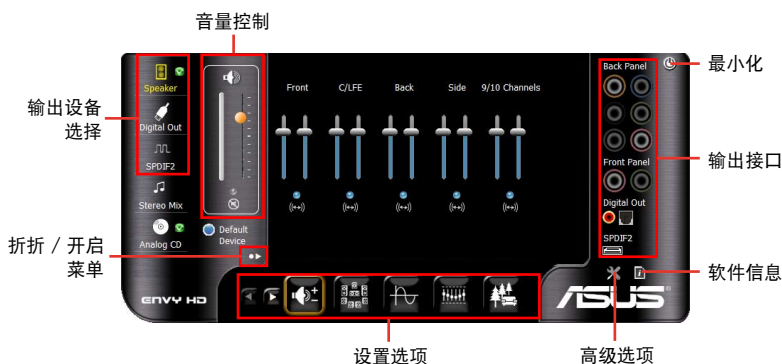 音量控制
最小化
Back Panel
Speaker
Front
C/LFE
Back
Side
9/10 Channels
输出设备
选择
Digital Out
SPDIF2
输出接口
Front Panel
Stereo Mix
Digital Out
Default
Device
Analog CD
SPDIF2
折折 / 开启
菜单
软件信息
ENVY HD
ASUS
设置选项
高级选项